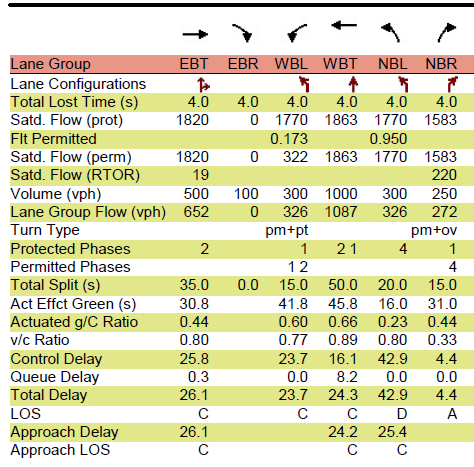 Lane Group EBT EBR WBL WBT NBL NBR
Lane Configurations
Total Lost Time (s) 4.0 4.0 4.0 4.0 4.0 4.0
Satd. Flow (prot) 1820 0 1770 1863 1770 1583
Flt Permitted 0.173 0.950
Satd. Flow (perm) 1820 0 322 1863 1770 1583
Satd. Flow (RTOR) 19 220
Volume (vph) 500 100 300 1000 300 250
Lane Group Flow (vph) 652 0 326 1087 326 272
Turn Type pm+pt pm+ov
Protected Phases 2 1 2 1 4 1
Permitted Phases 1 2 4
Total Split (s) 35.0 0.0 15.0 50.0 20.0 15.0
Act Effct Green (s) 30.8 41.8 45.8 16.0 31.0
Actuated g/C Ratio 0.44 0.60 0.66 0.23 0.44
v/c Ratio 0.80 0.77 0.89 0.80 0.33
Control Delay 25.8 23.7 16.1 42.9 4.4
Queue Delay 0.3 0.0 8.2 0.0 0.0
Total Delay 26.1 23.7 24.3 42.9 4.4
LOS C C C D A
Approach Delay 26.1 24.2 25.4
Approach LOS C C C